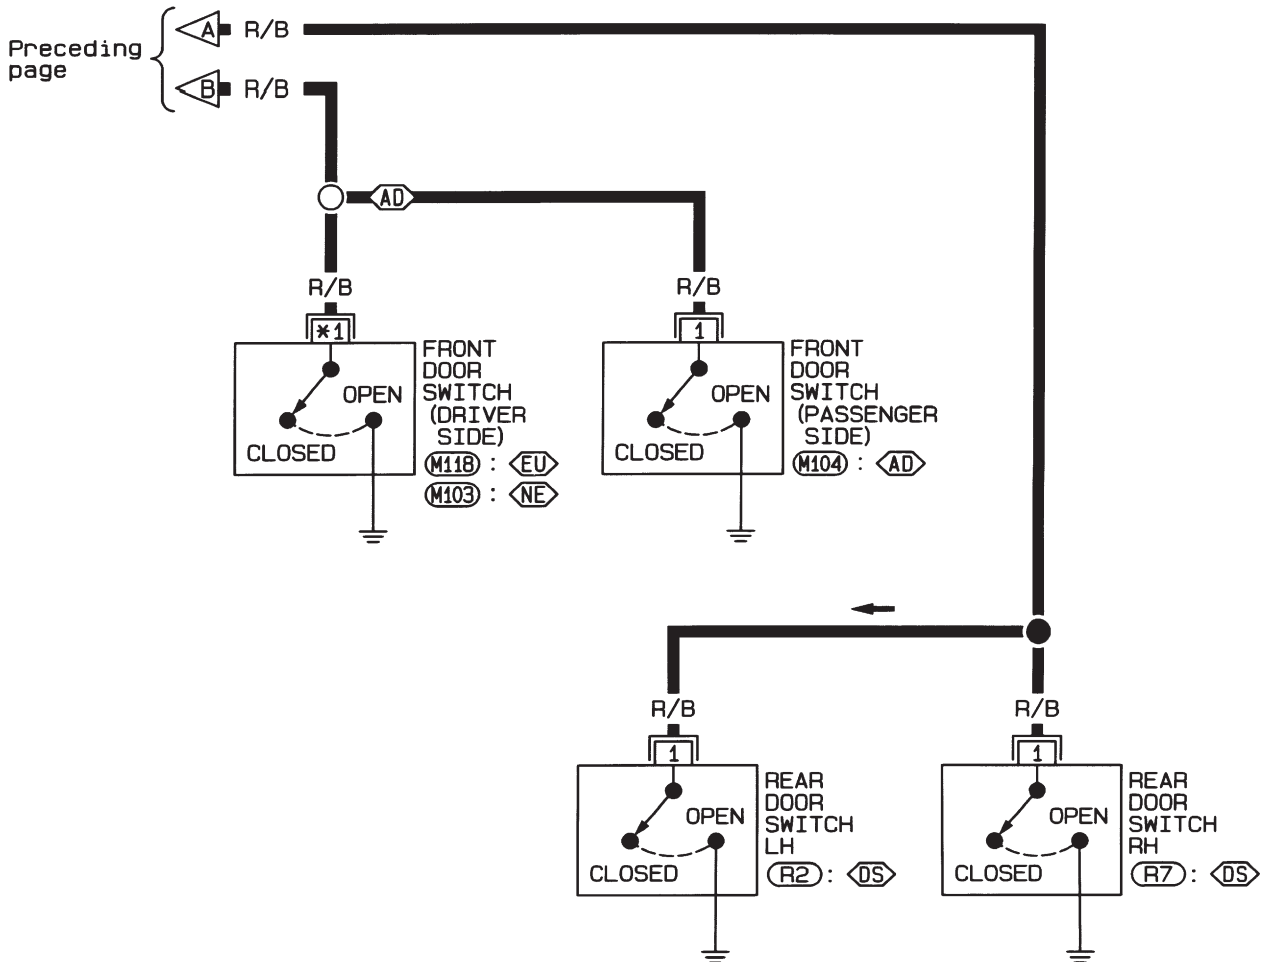 A R/B
Preceding
page
B R/B
AD
R/B
R/B
*1
1
FRONT
DOOR
SWITCH
(DRIVER
SIDE)
OPEN
CLOSED
M118 : EU
M103 : NE
FRONT
DOOR
SWITCH
(PASSENGER
SIDE)
OPEN
CLOSED
M104 : AD
R/B
R/B
1
1
REAR
DOOR
SWITCH
LH
OPEN
CLOSED
R2 : DS
REAR
DOOR
SWITCH
RH
OPEN
CLOSED
R7 : DS